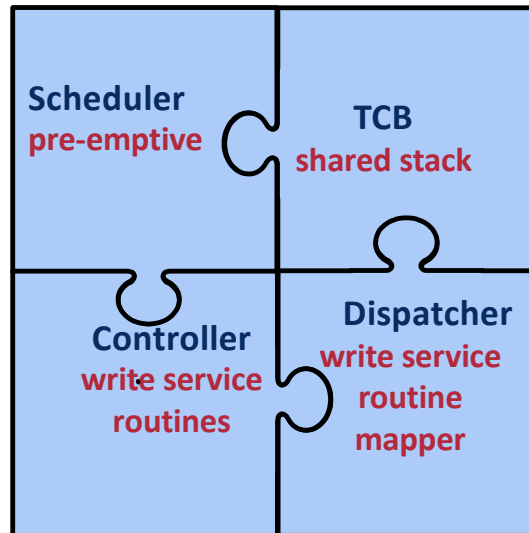 Scheduler
pre-emptive
TCB
shared stack
Controller
write service
routines
Dispatcher
write service
routine
mapper